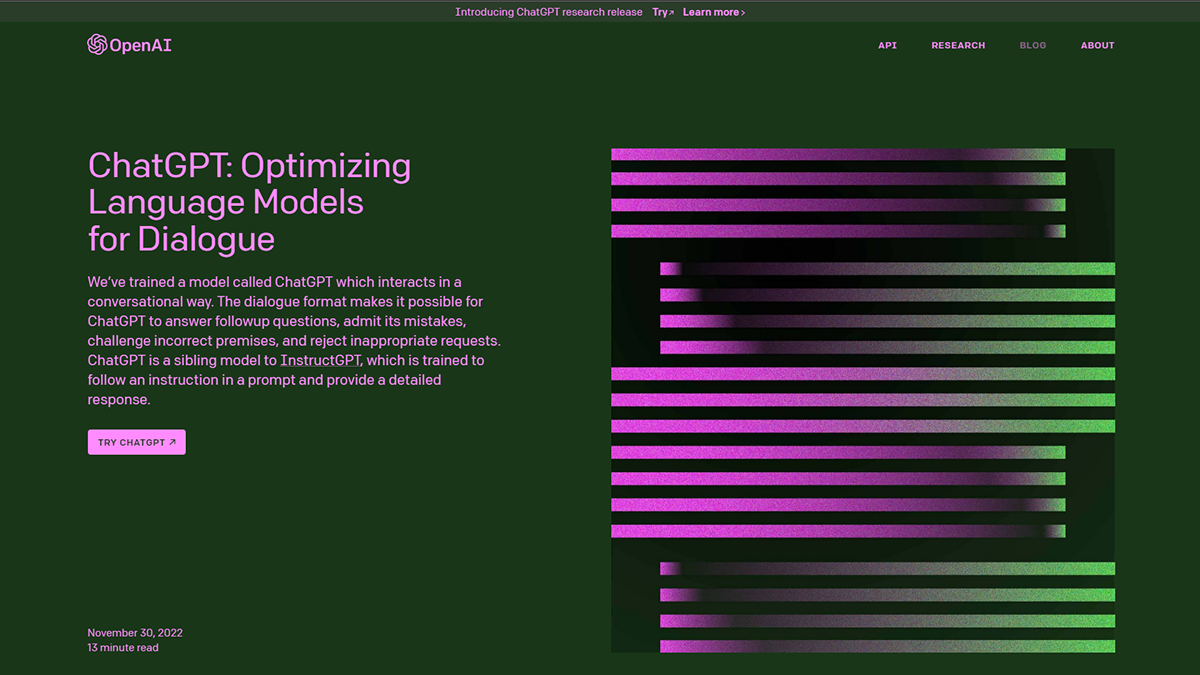 Introducing ChatGPT research release Try↗ Learn more ›
OpenAI
API RESEARCH BLOG ABOUT
ChatGPT: Optimizing
Language Models
for Dialogue
We’ve trained a model called ChatGPT which interacts in a
conversational way. The dialogue format makes it possible for
ChatGPT to answer followup questions, admit its mistakes,
challenge incorrect premises, and reject inappropriate requests.
ChatGPT is a sibling model to InstructGPT, which is trained to
follow an instruction in a prompt and provide a detailed
response.
TRY CHATGPT ↗
November 30, 2022
13 minute read